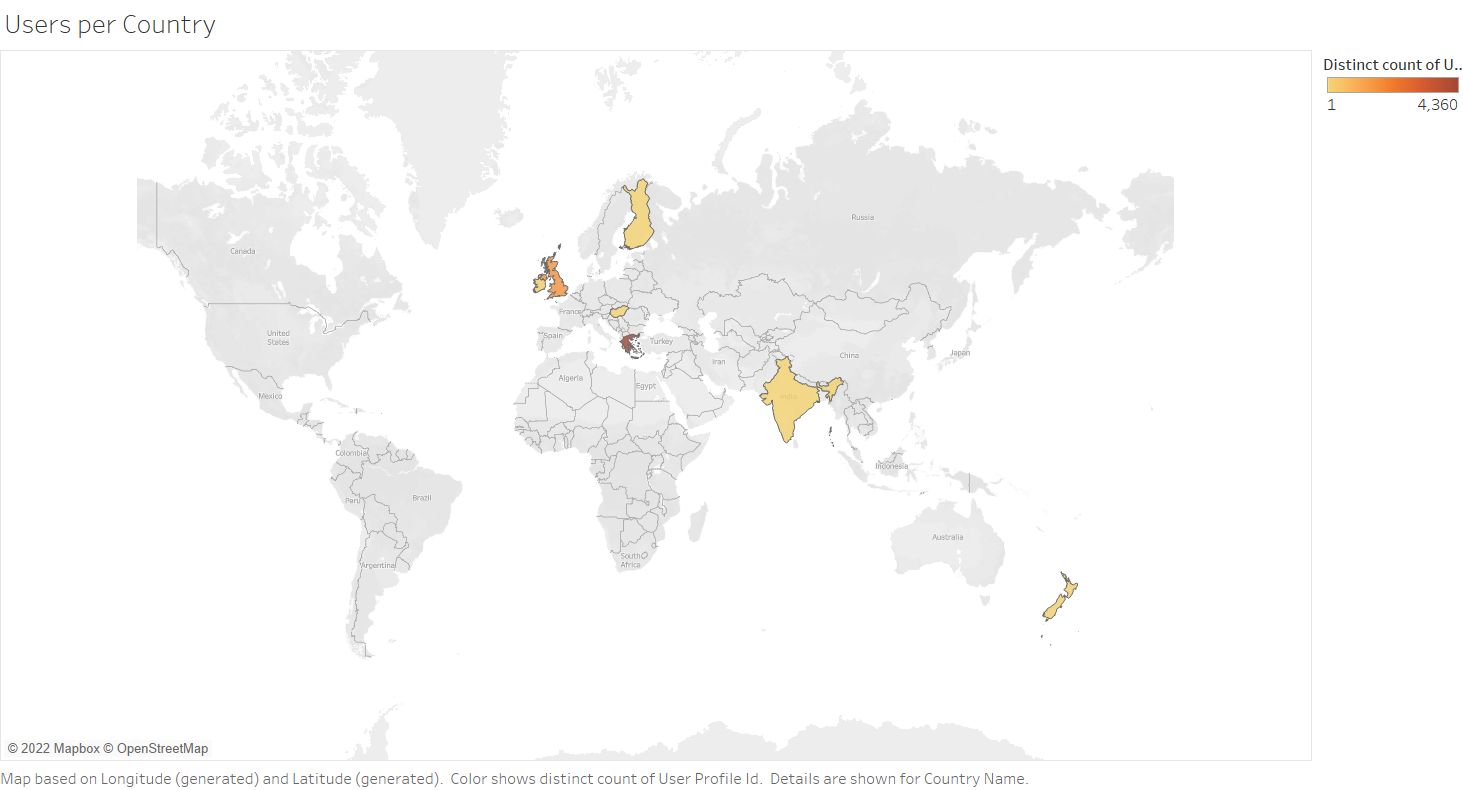 Users per Country
Distinct count of U..
1 4,360
Russia
Canada
United
States
France
Spain
Turkey
Iran
China
Japan
Algeria
Egypt
Mexico
India
Colombia
Indonesia
Peru
Brazil
Australia
South
Africa
Argentina
© 2022 Mapbox © OpenStreetMap
Map based on Longitude (generated) and Latitude (generated). Color shows distinct count of User Profile Id. Details are shown for Country Name.